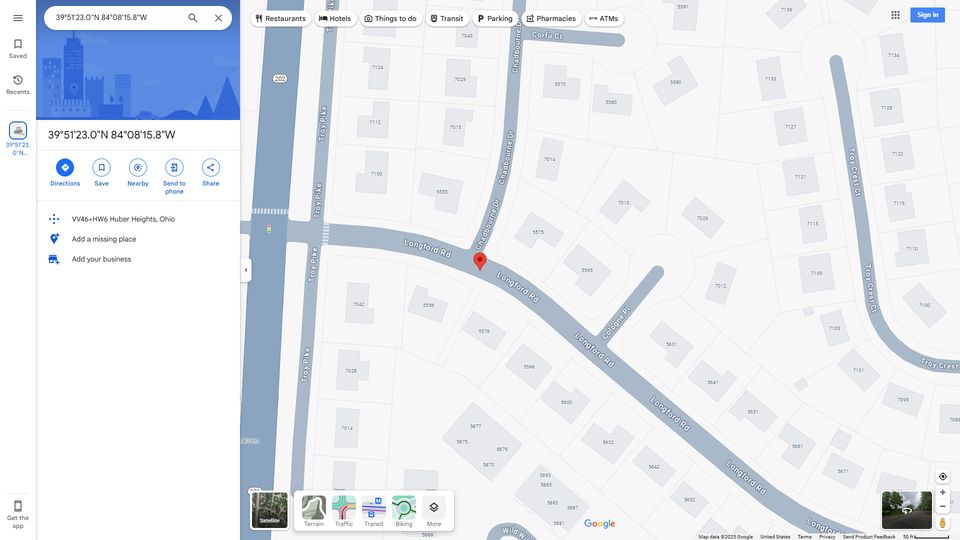 39°51'23.0"N 84°08'15.8"W
Restaurants
Hotels
Things to do
Transit
Parking
Pharmacies
ATMs
Sign in
Saved
Recents
39°51'23.
0"N...
39°51'23.0"N 84°08'15.8"W
Directions
Save
Nearby
Send to
phone
Share
VV46+HW6 Huber Heights, Ohio
Add a missing place
Add your business
Get the
app
202
Troy Pike
Troy Pike
Troy Pike
Troy Pike
Chadbourne Dr
Chadbourne Dr
Chadbourne Dr
Corfu Ct
Longford Rd
Longford Rd
Longford Rd
Longford Rd
Longford Rd
Cologne Pl
Troy Crest Ct
Troy Crest Ct
Troy Crest
5591
7043
7124
7029
5570
5580
5590
7133
7134
7128
7112
7013
7127
7122
7100
5555
7014
7121
7116
7013
7026
7115
5575
7110
5595
7012
7109
7100
7042
5556
5576
7103
5631
7028
5596
7101
5641
7095
5600
5651
7089
7014
5877
5875
5879
5873
5632
5661
5642
5671
5893
5885
5883
5887
5881
5652
5869
Satellite
Terrain
Traffic
Transit
Biking
More
Google
Map data ©2025 Google
United States
Terms
Privacy
Send Product Feedback
50 ft